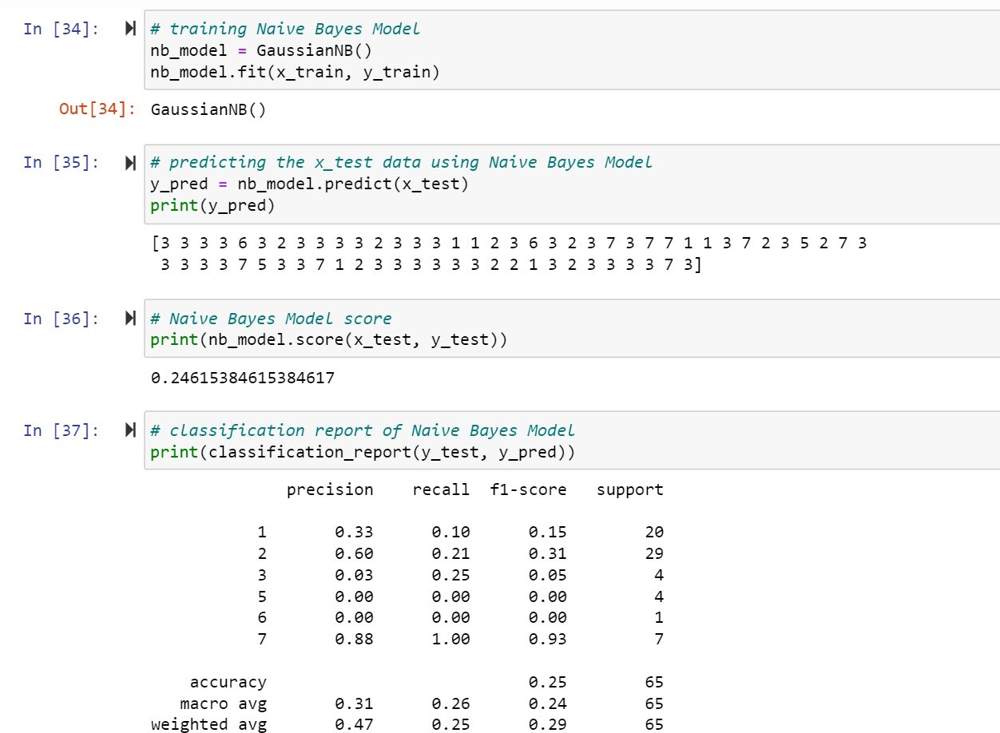 In [34]: # training Naive Bayes Model
nb_model = GaussianNB()
nb_model.fit(x_train, y_train)
Out[34]: GaussianNB()
In [35]: # predicting the x_test data using Naive Bayes Model
y_pred = nb_model.predict(x_test)
print(y_pred)
[3 3 3 3 6 3 2 3 3 3 3 2 3 3 3 1 1 2 3 6 3 2 3 7 3 7 7 1 1 3 7 2 3 5 2 7 3
3 3 3 3 7 5 3 3 7 1 2 3 3 3 3 3 3 2 2 1 3 2 3 3 3 3 7 3]
In [36]: # Naive Bayes Model score
print(nb_model.score(x_test, y_test))
0.24615384615384617
In [37]: # classification report of Naive Bayes Model
print(classification_report(y_test, y_pred))
precision recall f1-score support
1 0.33 0.10 0.15 20
2 0.60 0.21 0.31 29
3 0.03 0.25 0.05 4
5 0.00 0.00 0.00 4
6 0.00 0.00 0.00 1
7 0.88 1.00 0.93 7
accuracy 0.25 65
macro avg 0.31 0.26 0.24 65
weighted avg 0.47 0.25 0.29 65